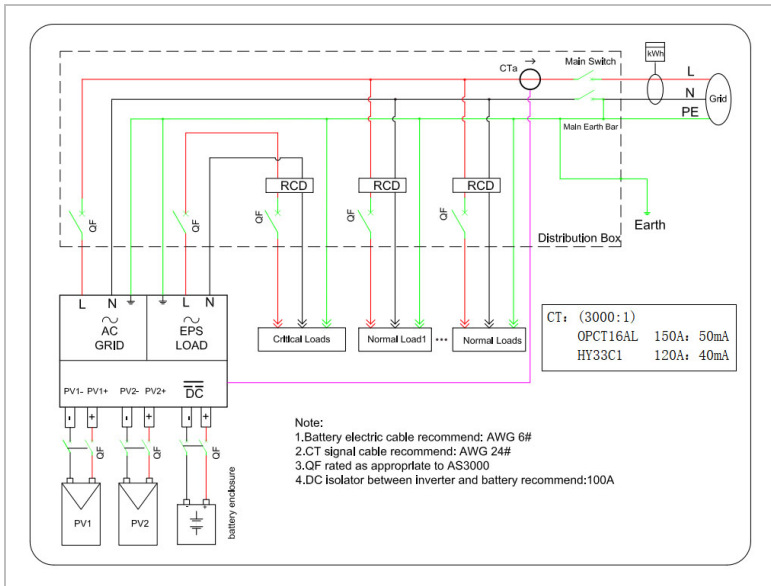 kWh
Main Switch
CTa
L
N
PE
Grid
Main Earth Bar
RCD
RCD
RCD
QF
QF
QF
QF
QF
Earth
Distribution Box
L
N
L
N
AC
GRID
EPS
LOAD
Critical Loads
Normal Load1
•••
Normal Loads
CT: (3000:1)
OPCT16AL 150A: 50mA
HY33C1 120A: 40mA
PV1-
PV1+
PV2-
PV2+
DC
-
+
-
+
-
+
QF
QF
QF
-
+
PV1
PV2
battery enclosure
Note:
1.Battery electric cable recommend: AWG 6#
2.CT signal cable recommend: AWG 24#
3.QF rated as approprlate to AS3000
4.DC isolator between inverter and battery recommend:100A